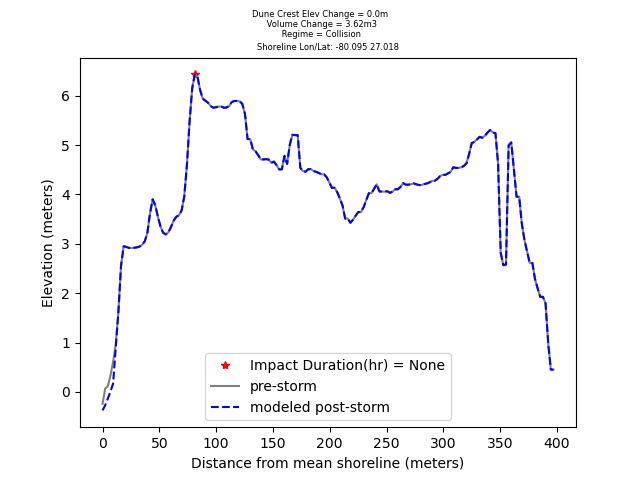 Dune Crest Elev Change = 0.0m
Volume Change = 3.62m3
Regime = Collision
Shoreline Lon/Lat: -80.095 27.018
6
5
4
3
2
1
0
Elevation (meters)
Impact Duration(hr) = None
pre-storm
modeled post-storm
0 50 100 150 200 250 300 350 400
Distance from mean shoreline (meters)